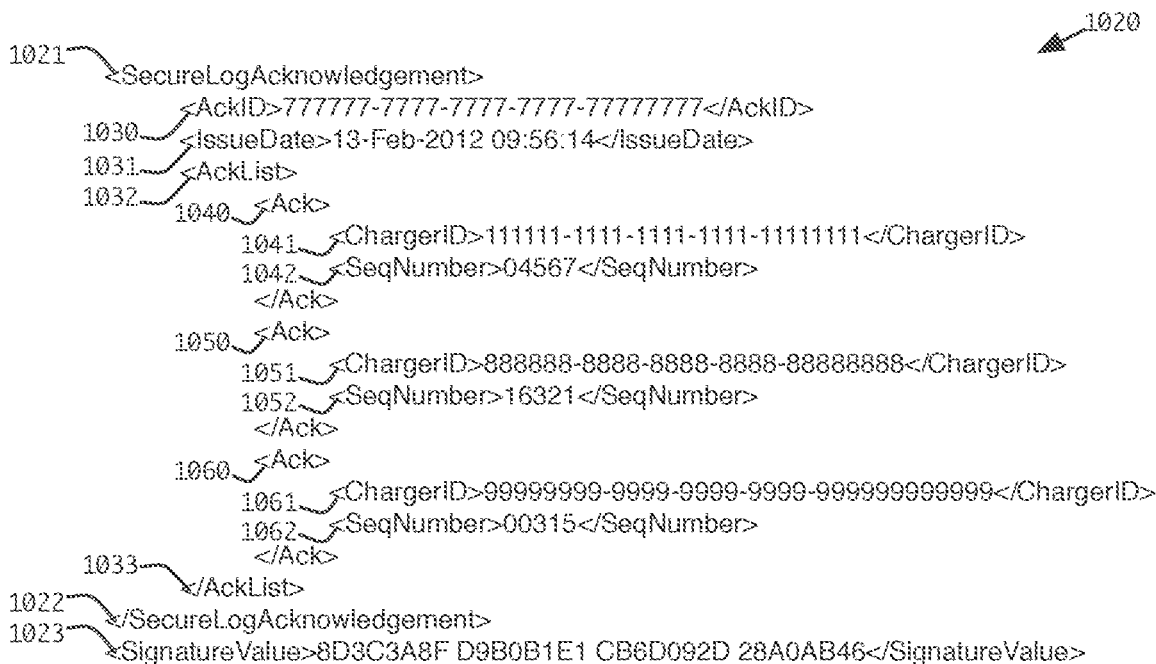 1020
1021 <SecureLogAcknowledgement>
1030 <AckID>777777-7777-7777-7777-77777777</AckID>
1031 <IssueDate>13-Feb-2012 09:56:14</IssueDate>
1032 <AckList>
1040 <Ack>
1041 <ChargerID>111111-1111-1111-1111-11111111</ChargerID>
1042 <SeqNumber>04567</SeqNumber>
</Ack>
1050 <Ack>
1051 <ChargerID>888888-8888-8888-8888-88888888</ChargerID>
1052 <SeqNumber>16321</SeqNumber>
</Ack>
1060 <Ack>
1061 <ChargerID>99999999-9999-9999-9999-999999999999</ChargerID>
1062 <SeqNumber>00315</SeqNumber>
</Ack>
1033 </AckList>
1022 </SecureLogAcknowledgement>
1023 <SignatureValue>8D3C3A8F D9B0B1E1 CB6D092D 28A0AB46</SignatureValue>